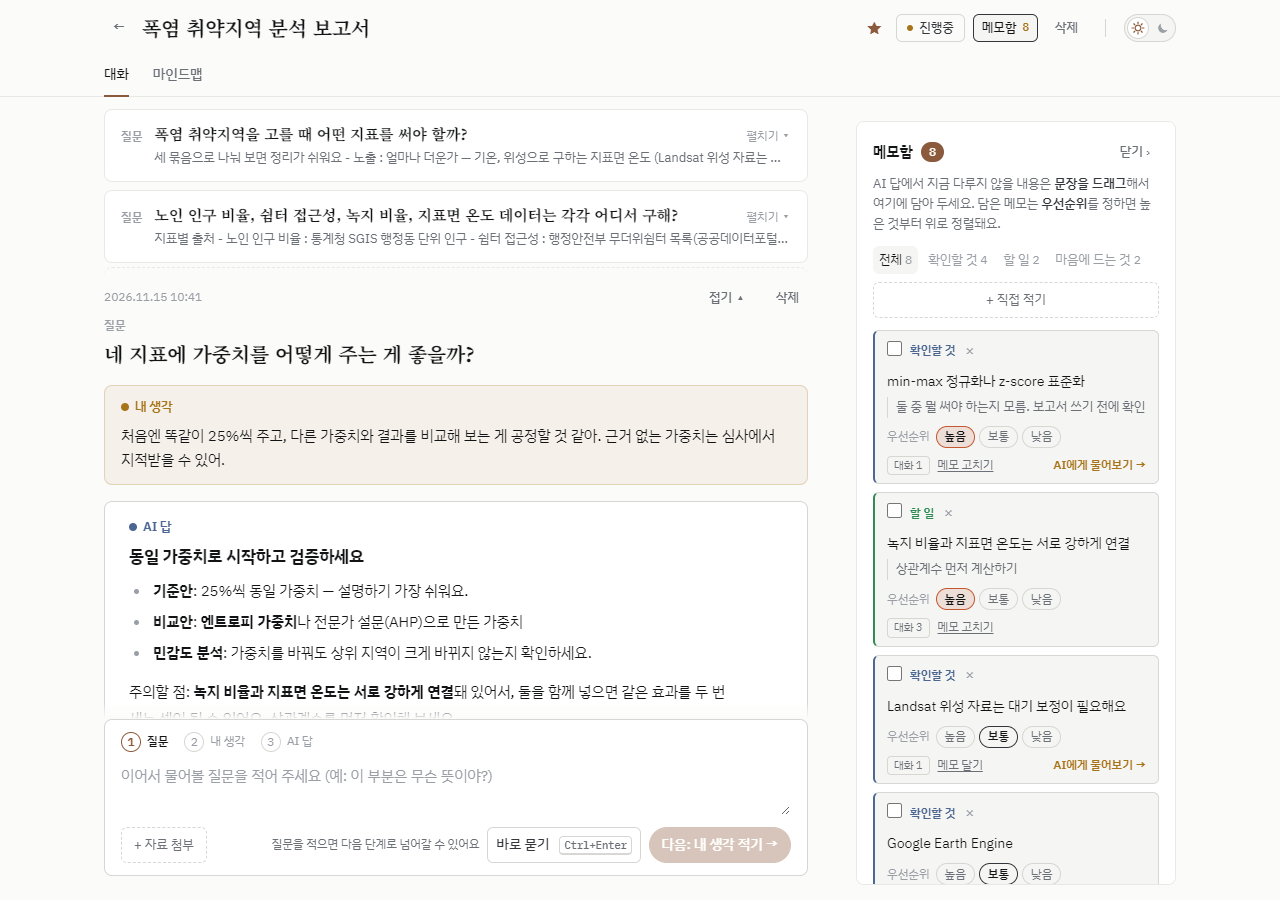 ← 폭염 취약지역 분석 보고서
★ 진행중 메모함 8 삭제
대화 마인드맵
질문 폭염 취약지역을 고를 때 어떤 지표를 써야 할까? 펼치기
세 묶음으로 나눠 보면 정리가 쉬워요 - 노출 : 얼마나 더운가 — 기온, 위성으로 구하는 지표면 온도 (Landsat 위성 자료는 ...
질문 노인 인구 비율, 쉼터 접근성, 녹지 비율, 지표면 온도 데이터는 각각 어디서 구해? 펼치기
지표별 출처 - 노인 인구 비율 : 통계청 SGIS 행정동 단위 인구 - 쉼터 접근성 : 행정안전부 무더위쉼터 목록(공공데이터포털...
2026.11.15 10:41 접기 삭제
질문
네 지표에 가중치를 어떻게 주는 게 좋을까?
내 생각
처음엔 똑같이 25%씩 주고, 다른 가중치와 결과를 비교해 보는 게 공정할 것 같아. 근거 없는 가중치는 심사에서
지적받을 수 있어.
AI 답
동일 가중치로 시작하고 검증하세요
• 기준안: 25%씩 동일 가중치 — 설명하기 가장 쉬워요.
• 비교안: 엔트로피 가중치나 전문가 설문(AHP)으로 만든 가중치
• 민감도 분석: 가중치를 바꿔도 상위 지역이 크게 바뀌지 않는지 확인하세요.
주의할 점: 녹지 비율과 지표면 온도는 서로 강하게 연결돼 있어서, 둘을 함께 넣으면 같은 효과를 두 번
1 질문 2 내 생각 3 AI 답
이어서 물어볼 질문을 적어 주세요 (예: 이 부분은 무슨 뜻이야?)
+ 자료 첨부 질문을 적으면 다음 단계로 넘어갈 수 있어요 바로 묻기 Ctrl+Enter 다음: 내 생각 적기 →
메모함 8 닫기 ›
AI 답에서 지금 다루지 않을 내용은 문장을 드래그해서
여기에 담아 두세요. 담은 메모는 우선순위를 정하면 높
은 것부터 위로 정렬돼요.
전체 8 확인할 것 4 할 일 2 마음에 드는 것 2
+ 직접 적기
확인할 것 ×
min-max 정규화나 z-score 표준화
둘 중 뭘 써야 하는지 모름. 보고서 쓰기 전에 확인
우선순위 높음 보통 낮음
대화 1 메모 고치기 AI에게 물어보기 →
할 일 ×
녹지 비율과 지표면 온도는 서로 강하게 연결
상관계수 먼저 계산하기
우선순위 높음 보통 낮음
대화 3 메모 고치기
확인할 것 ×
Landsat 위성 자료는 대기 보정이 필요해요
우선순위 높음 보통 낮음
대화 1 메모 달기 AI에게 물어보기 →
확인할 것 ×
Google Earth Engine
우선순위 높음 보통 낮음